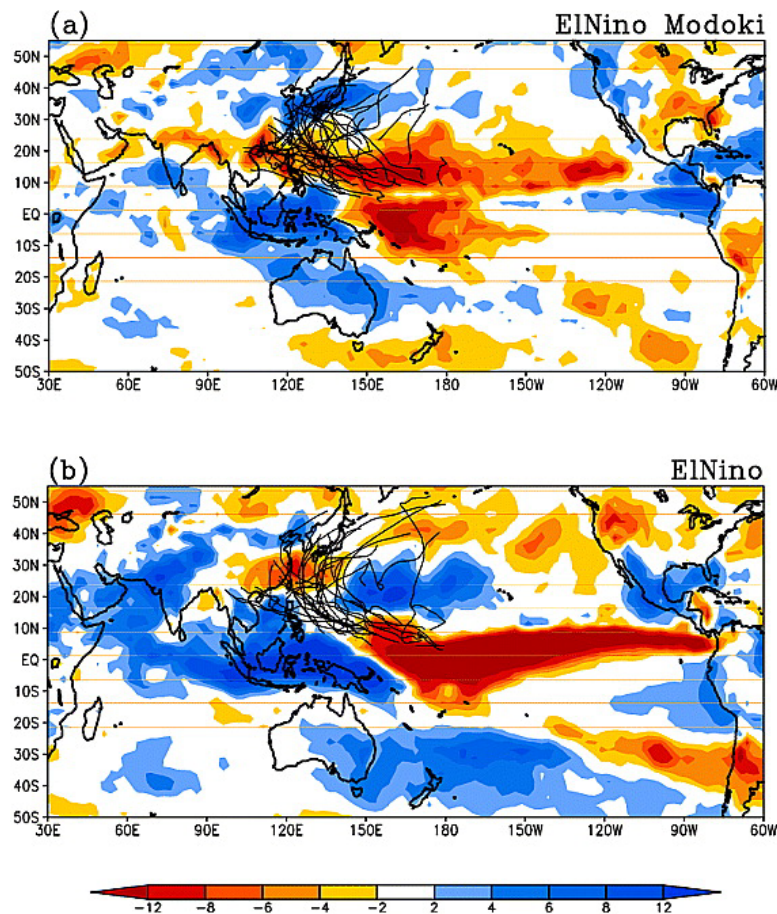 (a) ElNino Modoki
50N
40N
30N
20N
10N
EQ
10S
20S
30S
40S
50S
30E 60E 90E 120E 150E 180 150W 120W 90W 60W
(b) ElNino
50N
40N
30N
20N
10N
EQ
10S
20S
30S
40S
50S
30E 60E 90E 120E 150E 180 150W 120W 90W 60W
-12 -8 -6 -4 -2 2 4 6 8 12